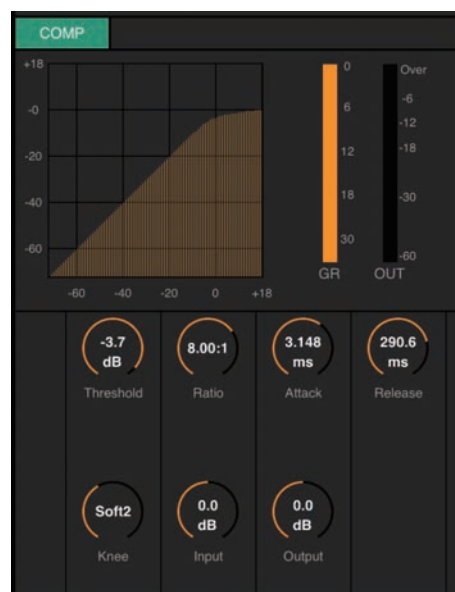 COMP
+18
-0
-20
-40
-60
-60 -40 -20 0 +18
0
6
12
18
30
GR
Over
-6
-12
-18
-30
-60
OUT
-3.7
dB
Threshold
8.00:1
Ratio
3.148
ms
Attack
290.6
ms
Release
Soft2
Knee
0.0
dB
Input
0.0
dB
Output